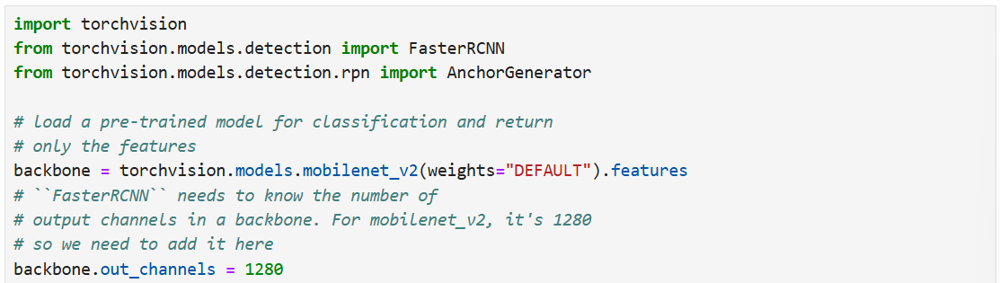 import torchvision
from torchvision.models.detection import FasterRCNN
from torchvision.models.detection.rpn import AnchorGenerator
# load a pre-trained model for classification and return
# only the features
backbone = torchvision.models.mobilenet_v2(weights="DEFAULT").features
# ``FasterRCNN`` needs to know the number of
# output channels in a backbone. For mobilenet_v2, it's 1280
# so we need to add it here
backbone.out_channels = 1280